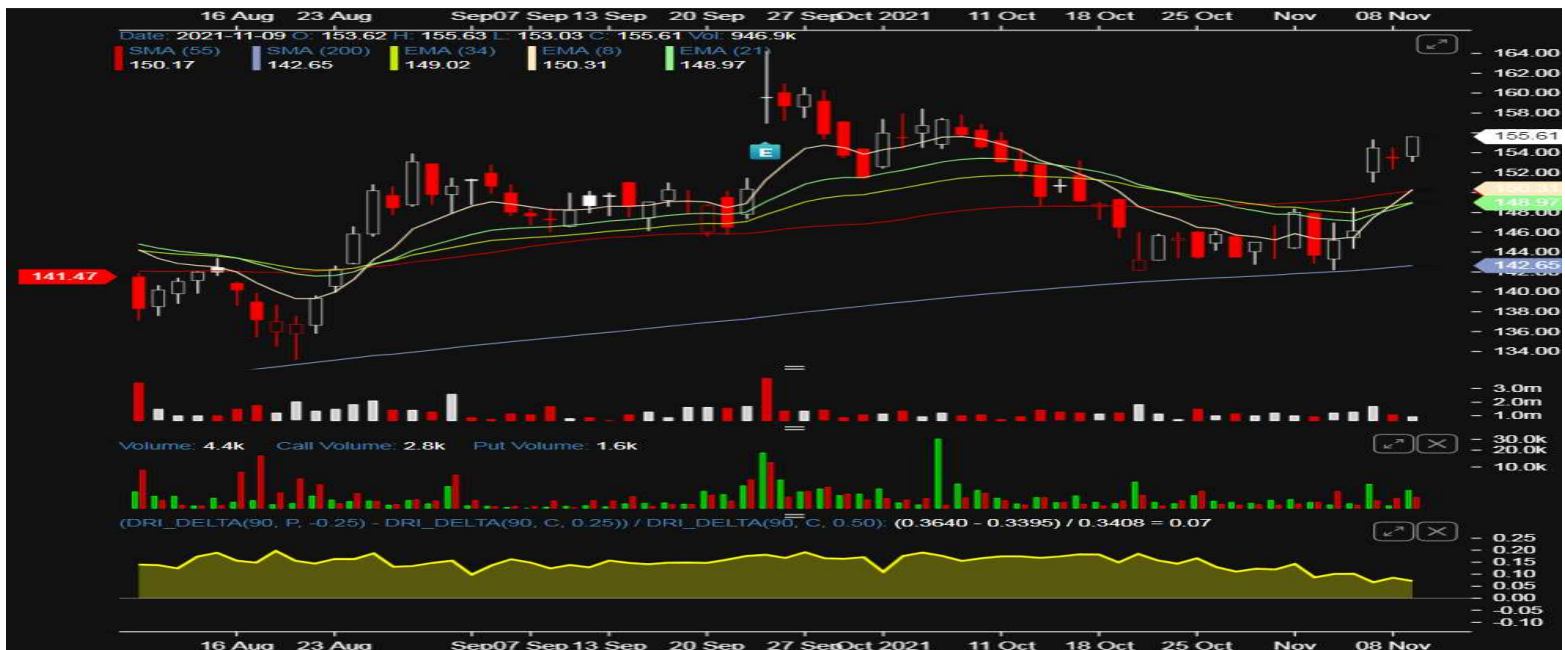 16 Aug 23 Aug Sep07 Sep 13 Sep 20 Sep 27 SepOct 2021 11 Oct 18 Oct 25 Oct Nov 08 Nov
Date: 2021-11-09 O: 153.62 H: 155.63 L: 153.03 C: 155.61 Vol: 946.9k
SMA (55) SMA (200) EMA (34) EMA (8) EMA (21)
150.17 142.65 149.02 150.31 148.97
164.00
162.00
160.00
158.00
155.61
154.00
152.00
150.31
148.97
148.00
146.00
144.00
142.65
142.00
141.47
140.00
138.00
136.00
134.00
3.0m
2.0m
1.0m
Volume: 4.4k Call Volume: 2.8k Put Volume: 1.6k
30.0k
20.0k
10.0k
E
(DRI_DELTA(90, P, -0.25) - DRI_DELTA(90, C, 0.25)) / DRI_DELTA(90, C, 0.50): (0.3640 - 0.3395) / 0.3408 = 0.07
0.25
0.20
0.15
0.10
0.05
0.00
-0.05
-0.10
16 Aug 23 Aug Sep07 Sep 13 Sep 20 Sep 27 SepOct 2021 11 Oct 18 Oct 25 Oct Nov 08 Nov